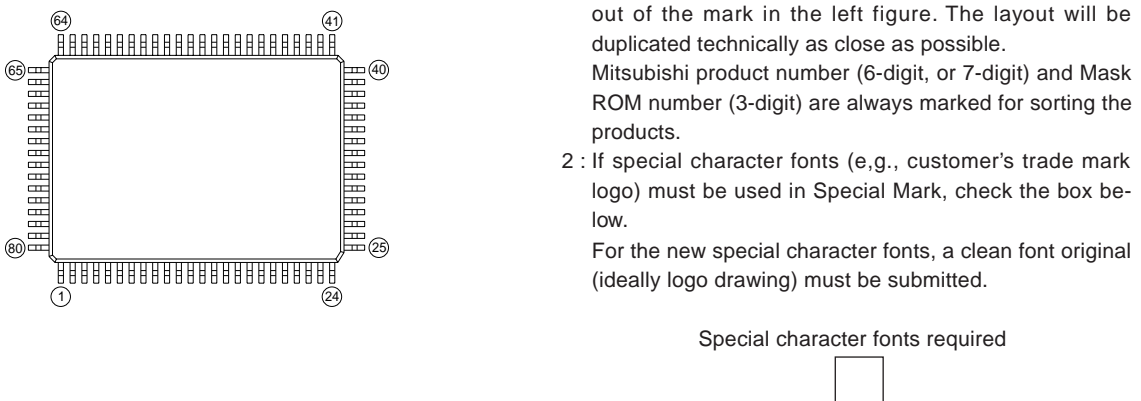 64
41
65
40
80
25
1
24
out of the mark in the left figure. The layout will be
duplicated technically as close as possible.
Mitsubishi product number (6-digit, or 7-digit) and Mask
ROM number (3-digit) are always marked for sorting the
products.
2 : If special character fonts (e,g., customer's trade mark
logo) must be used in Special Mark, check the box be-
low.
For the new special character fonts, a clean font original
(ideally logo drawing) must be submitted.
Special character fonts required